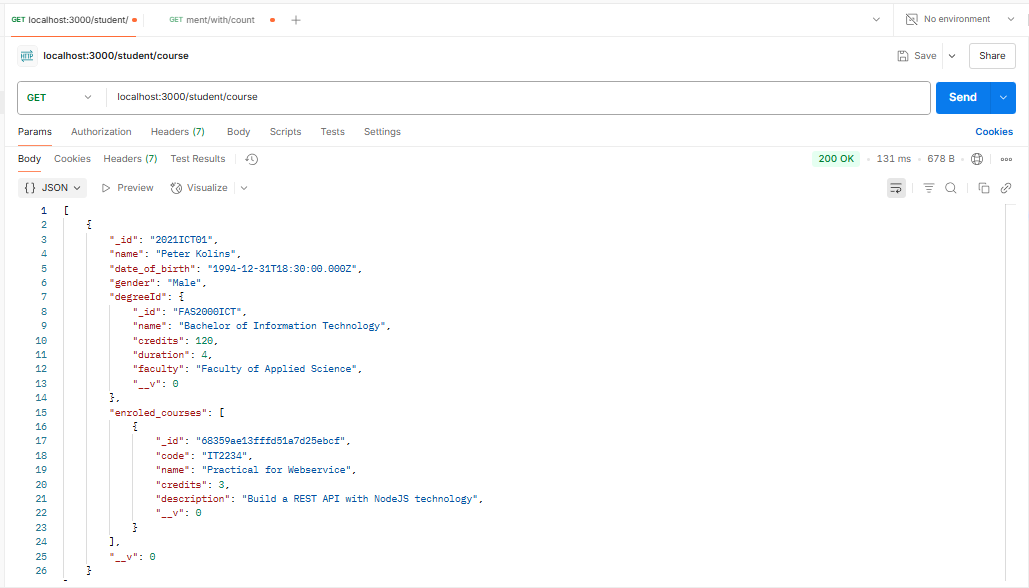 GET localhost:3000/student/ GET ment/with/count No environment
HTTP localhost:3000/student/course Save Share
GET localhost:3000/student/course Send
Params Authorization Headers (7) Body Scripts Tests Settings Cookies
Body Cookies Headers (7) Test Results 200 OK 131 ms 678 B
{} JSON Preview Visualize
1 [
2 {
3 "_id": "2021ICT01",
4 "name": "Peter Kolins",
5 "date_of_birth": "1994-12-31T18:30:00.000Z",
6 "gender": "Male",
7 "degreeId": {
8 "_id": "FAS2000ICT",
9 "name": "Bachelor of Information Technology",
10 "credits": 120,
11 "duration": 4,
12 "faculty": "Faculty of Applied Science",
13 "__v": 0
14 },
15 "enroled_courses": [
16 {
17 "_id": "68359ae13fffd51a7d25ebcf",
18 "code": "IT2234",
19 "name": "Practical for Webservice",
20 "credits": 3,
21 "description": "Build a REST API with NodeJS technology",
22 "__v": 0
23 }
24 ],
25 "__v": 0
26 }